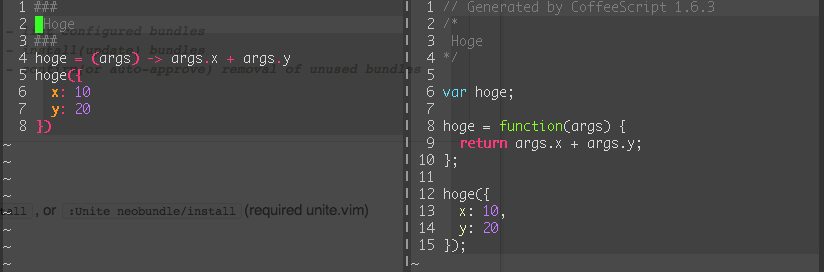 1 ###
2  Hoge
3 ###
4 hoge = (args) -> args.x + args.y
5 hoge({
6   x: 10
7   y: 20
8 })
~
~
~
~
~
~
~
~
configured bundles
(update) bundles
or auto-approve) removal of unused bundles
, or :Unite neobundle/install (required unite.vim)
1 // Generated by CoffeeScript 1.6.3
2 /*
3  Hoge
4 */
5
6 var hoge;
7
8 hoge = function(args) {
9   return args.x + args.y;
10 };
11
12 hoge({
13   x: 10,
14   y: 20
15 });
~